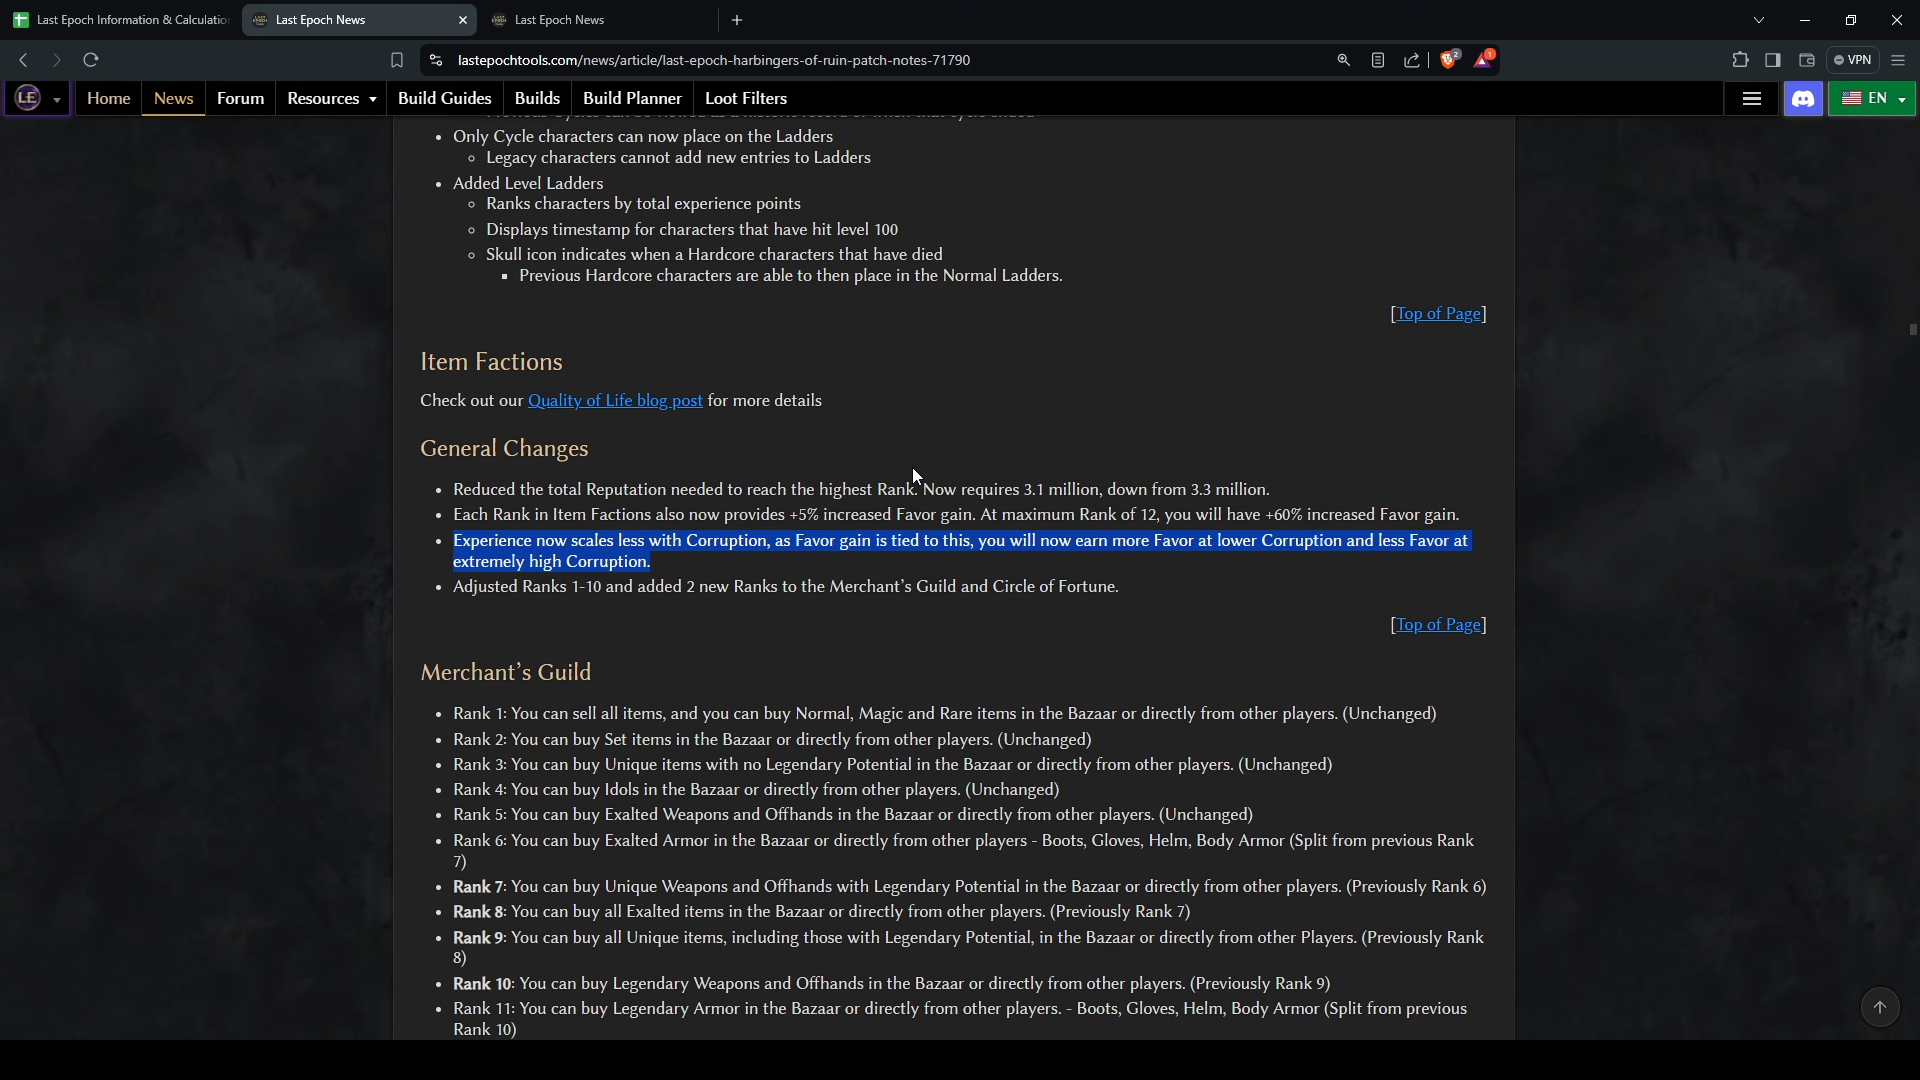 Last Epoch Information & Calculatio
Last Epoch News
Last Epoch News
lastepochtools.com/news/article/last-epoch-harbingers-of-ruin-patch-notes-71790
2
1
VPN
LE
Home
News
Forum
Resources
Build Guides
Builds
Build Planner
Loot Filters
EN
• Only Cycle characters can now place on the Ladders
Legacy characters cannot add new entries to Ladders
• Added Level Ladders
Ranks characters by total experience points
Displays timestamp for characters that have hit level 100
Skull icon indicates when a Hardcore characters that have died
Previous Hardcore characters are able to then place in the Normal Ladders.
[Top of Page]
Item Factions
Check out our Quality of Life blog post for more details
General Changes
• Reduced the total Reputation needed to reach the highest Rank. Now requires 3.1 million, down from 3.3 million.
• Each Rank in Item Factions also now provides +5% increased Favor gain. At maximum Rank of 12, you will have +60% increased Favor gain.
• Experience now scales less with Corruption, as Favor gain is tied to this, you will now earn more Favor at lower Corruption and less Favor at
extremely high Corruption.
• Adjusted Ranks 1-10 and added 2 new Ranks to the Merchant's Guild and Circle of Fortune.
[Top of Page]
Merchant's Guild
• Rank 1: You can sell all items, and you can buy Normal, Magic and Rare items in the Bazaar or directly from other players. (Unchanged)
• Rank 2: You can buy Set items in the Bazaar or directly from other players. (Unchanged)
• Rank 3: You can buy Unique items with no Legendary Potential in the Bazaar or directly from other players. (Unchanged)
• Rank 4: You can buy Idols in the Bazaar or directly from other players. (Unchanged)
• Rank 5: You can buy Exalted Weapons and Offhands in the Bazaar or directly from other players. (Unchanged)
• Rank 6: You can buy Exalted Armor in the Bazaar or directly from other players - Boots, Gloves, Helm, Body Armor (Split from previous Rank
7)
• Rank 7: You can buy Unique Weapons and Offhands with Legendary Potential in the Bazaar or directly from other players. (Previously Rank 6)
• Rank 8: You can buy all Exalted items in the Bazaar or directly from other players. (Previously Rank 7)
• Rank 9: You can buy all Unique items, including those with Legendary Potential, in the Bazaar or directly from other Players. (Previously Rank
8)
• Rank 10: You can buy Legendary Weapons and Offhands in the Bazaar or directly from other players. (Previously Rank 9)
• Rank 11: You can buy Legendary Armor in the Bazaar or directly from other players. - Boots, Gloves, Helm, Body Armor (Split from previous
Rank 10)